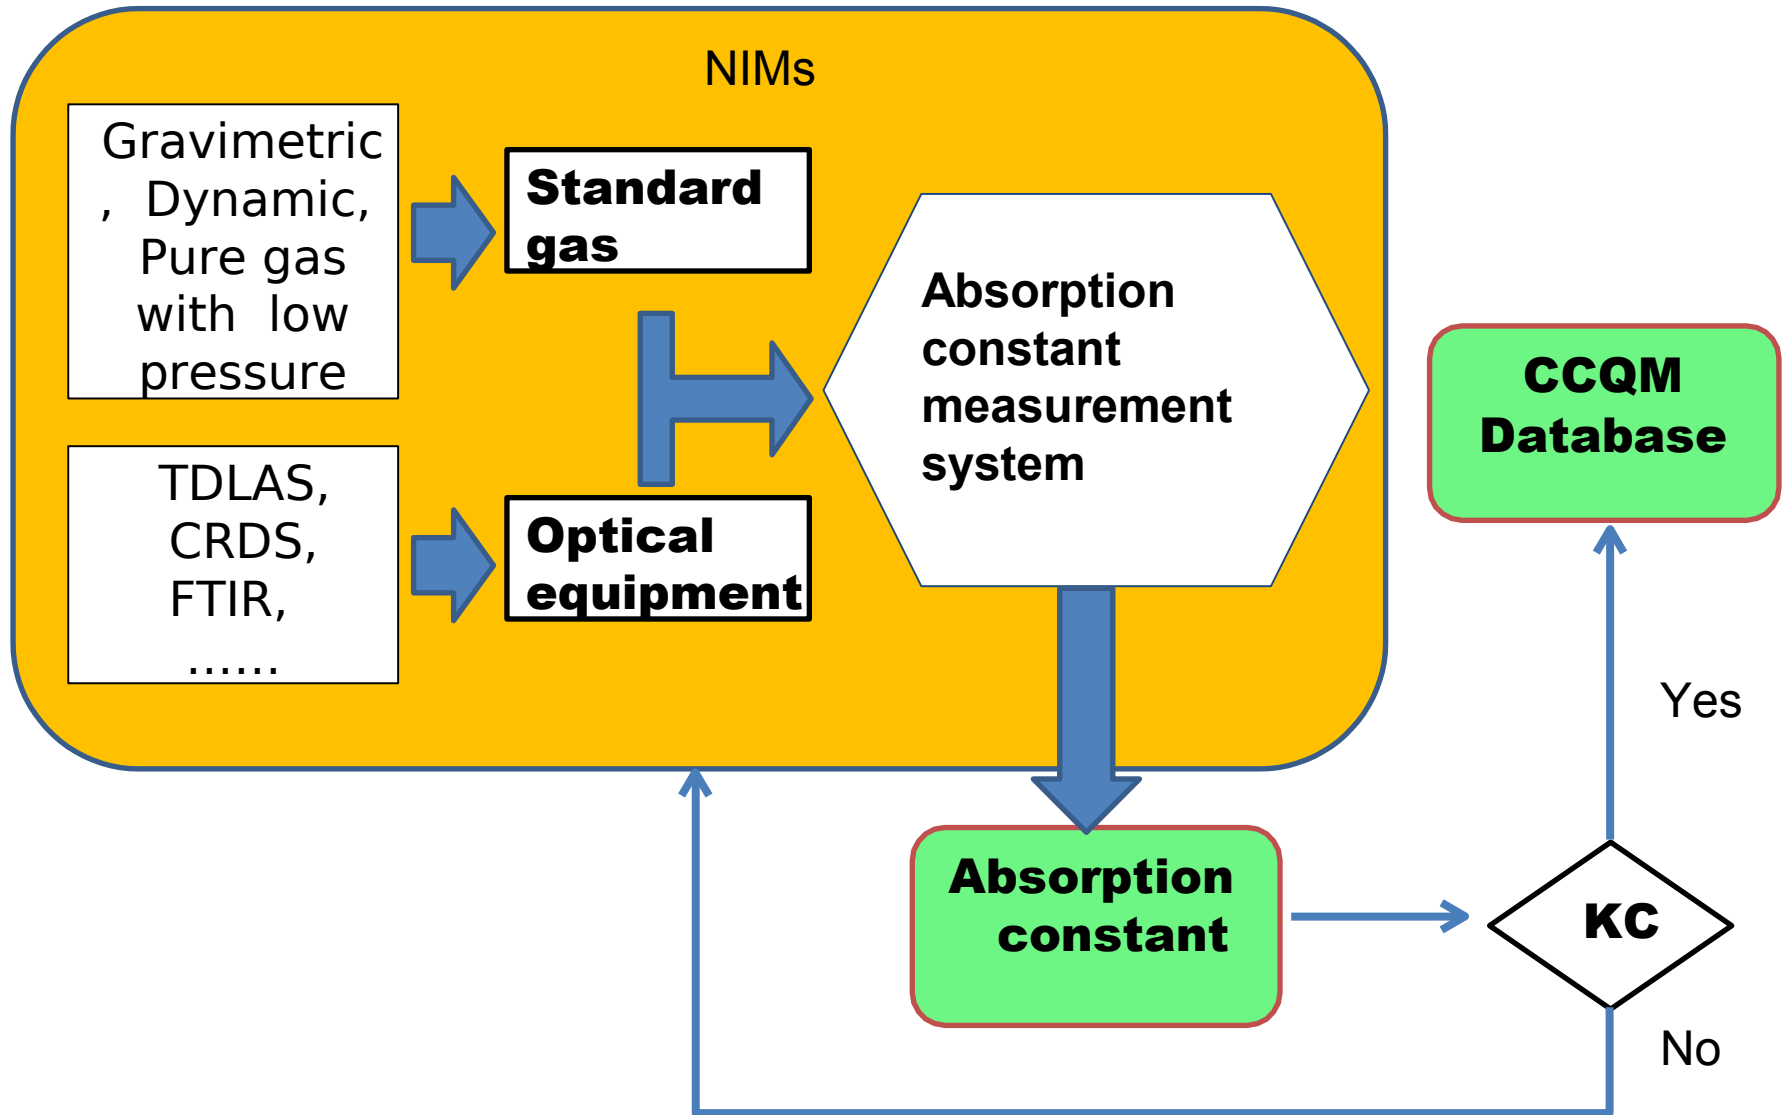 NIMs
Gravimetric
, Dynamic,
Pure gas
with low
pressure
Standard
gas
Absorption
constant
measurement
system
TDLAS,
CRDS,
FTIR,
......
Optical
equipment
CCQM
Database
Yes
Absorption
constant
KC
No